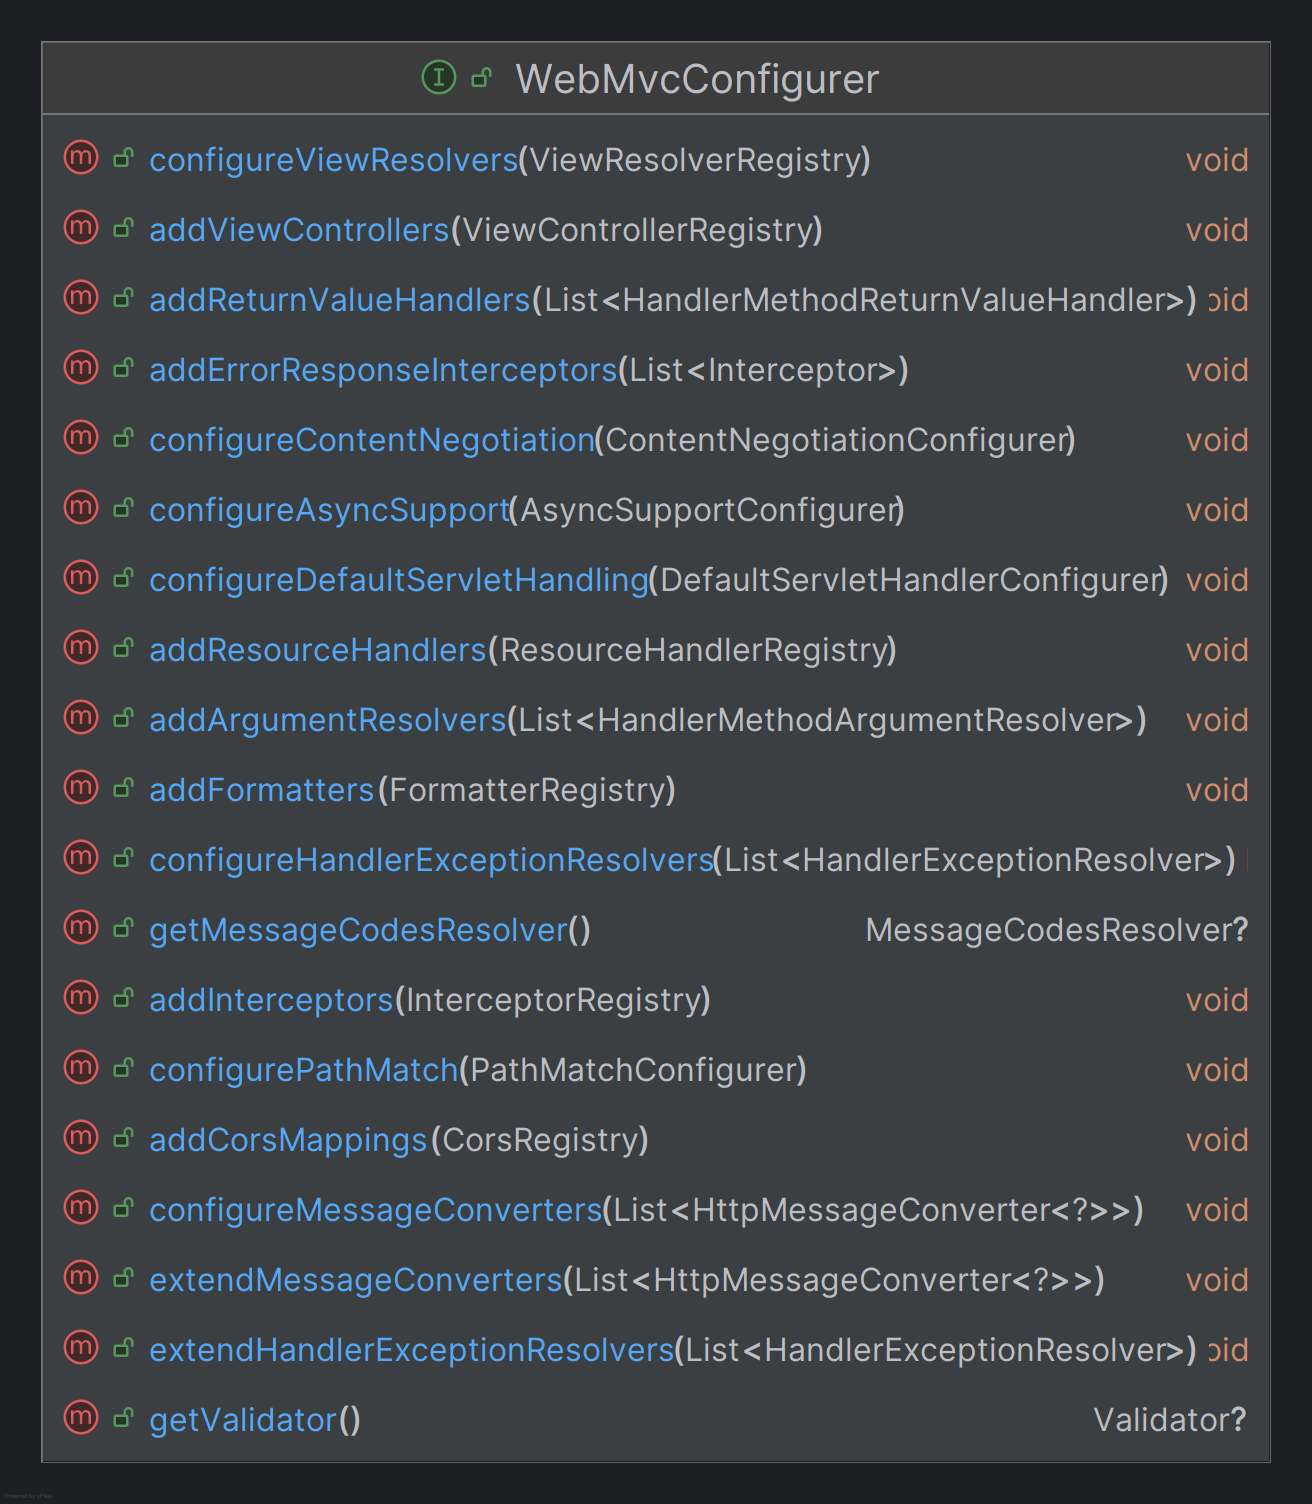 WebMvcConfigurer
configureViewResolvers(ViewResolverRegistry) void
addViewControllers(ViewControllerRegistry) void
addReturnValueHandlers(List<HandlerMethodReturnValueHandler>) oid
addErrorResponseInterceptors(List<Interceptor>) void
configureContentNegotiation(ContentNegotiationConfigurer) void
configureAsyncSupport(AsyncSupportConfigurer) void
configureDefaultServletHandling(DefaultServletHandlerConfigurer) void
addResourceHandlers(ResourceHandlerRegistry) void
addArgumentResolvers(List<HandlerMethodArgumentResolver>) void
addFormatters(FormatterRegistry) void
configureHandlerExceptionResolvers(List<HandlerExceptionResolver>)
getMessageCodesResolver() MessageCodesResolver?
addInterceptors(InterceptorRegistry) void
configurePathMatch(PathMatchConfigurer) void
addCorsMappings(CorsRegistry) void
configureMessageConverters(List<HttpMessageConverter<?>>) void
extendMessageConverters(List<HttpMessageConverter<?>>) void
extendHandlerExceptionResolvers(List<HandlerExceptionResolver>) oid
getValidator() Validator?
Powered by yFiles